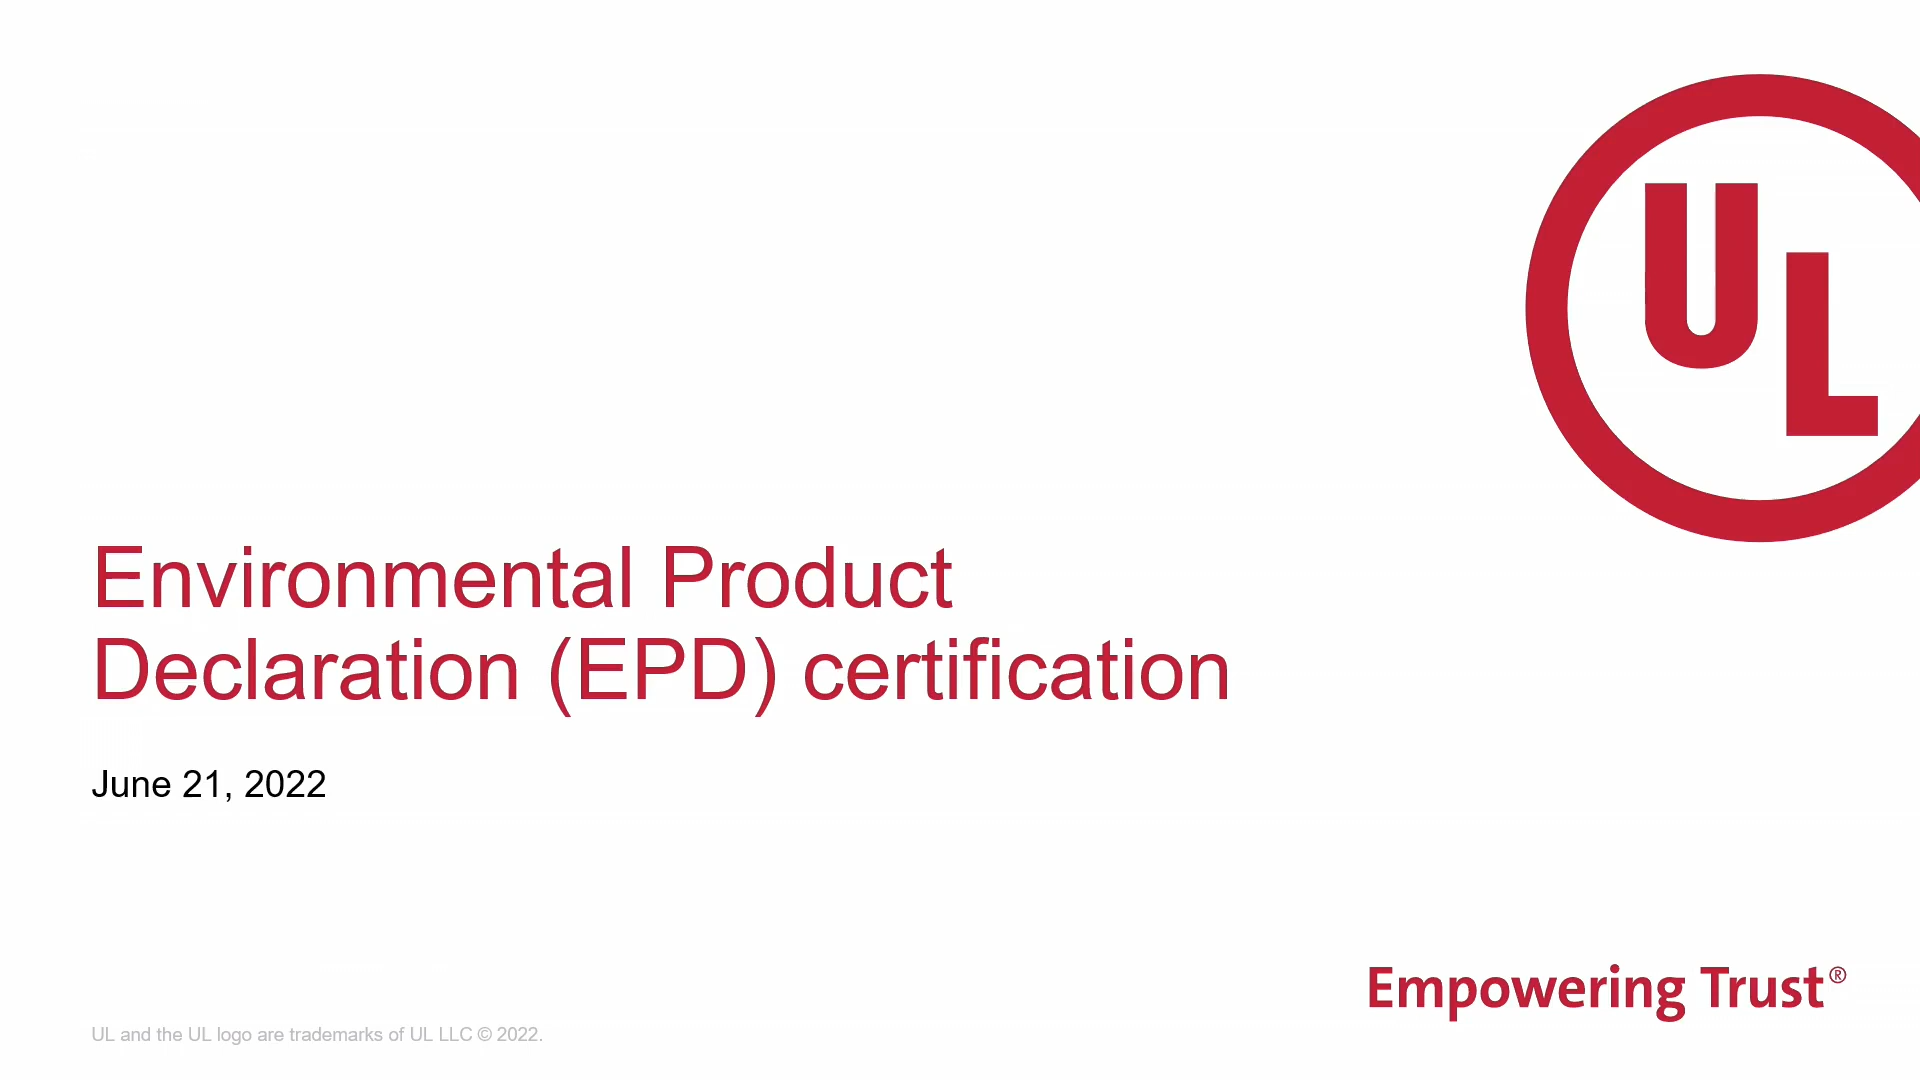 UL
Environmental Product
Declaration (EPD) certification
June 21, 2022
Empowering Trust®
UL and the UL logo are trademarks of UL LLC © 2022.